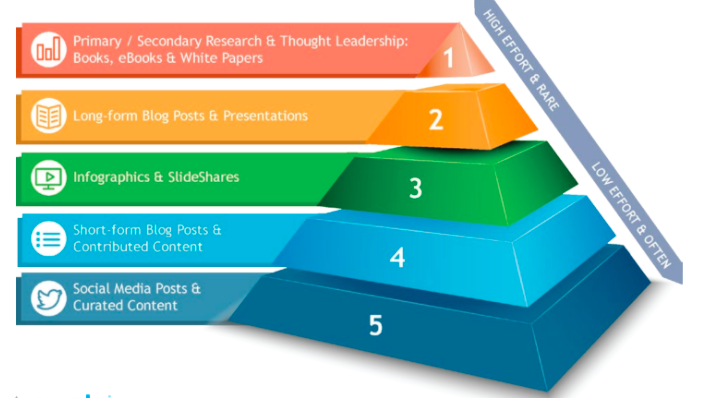 Primary / Secondary Research & Thought Leadership:
Books, eBooks & White Papers
1
HIGH EFFORT & RARE
Long-form Blog Posts & Presentations
2
Infographics & SlideShares
3
LOW EFFORT & OFTEN
Short-form Blog Posts &
Contributed Content
4
Social Media Posts &
Curated Content
5